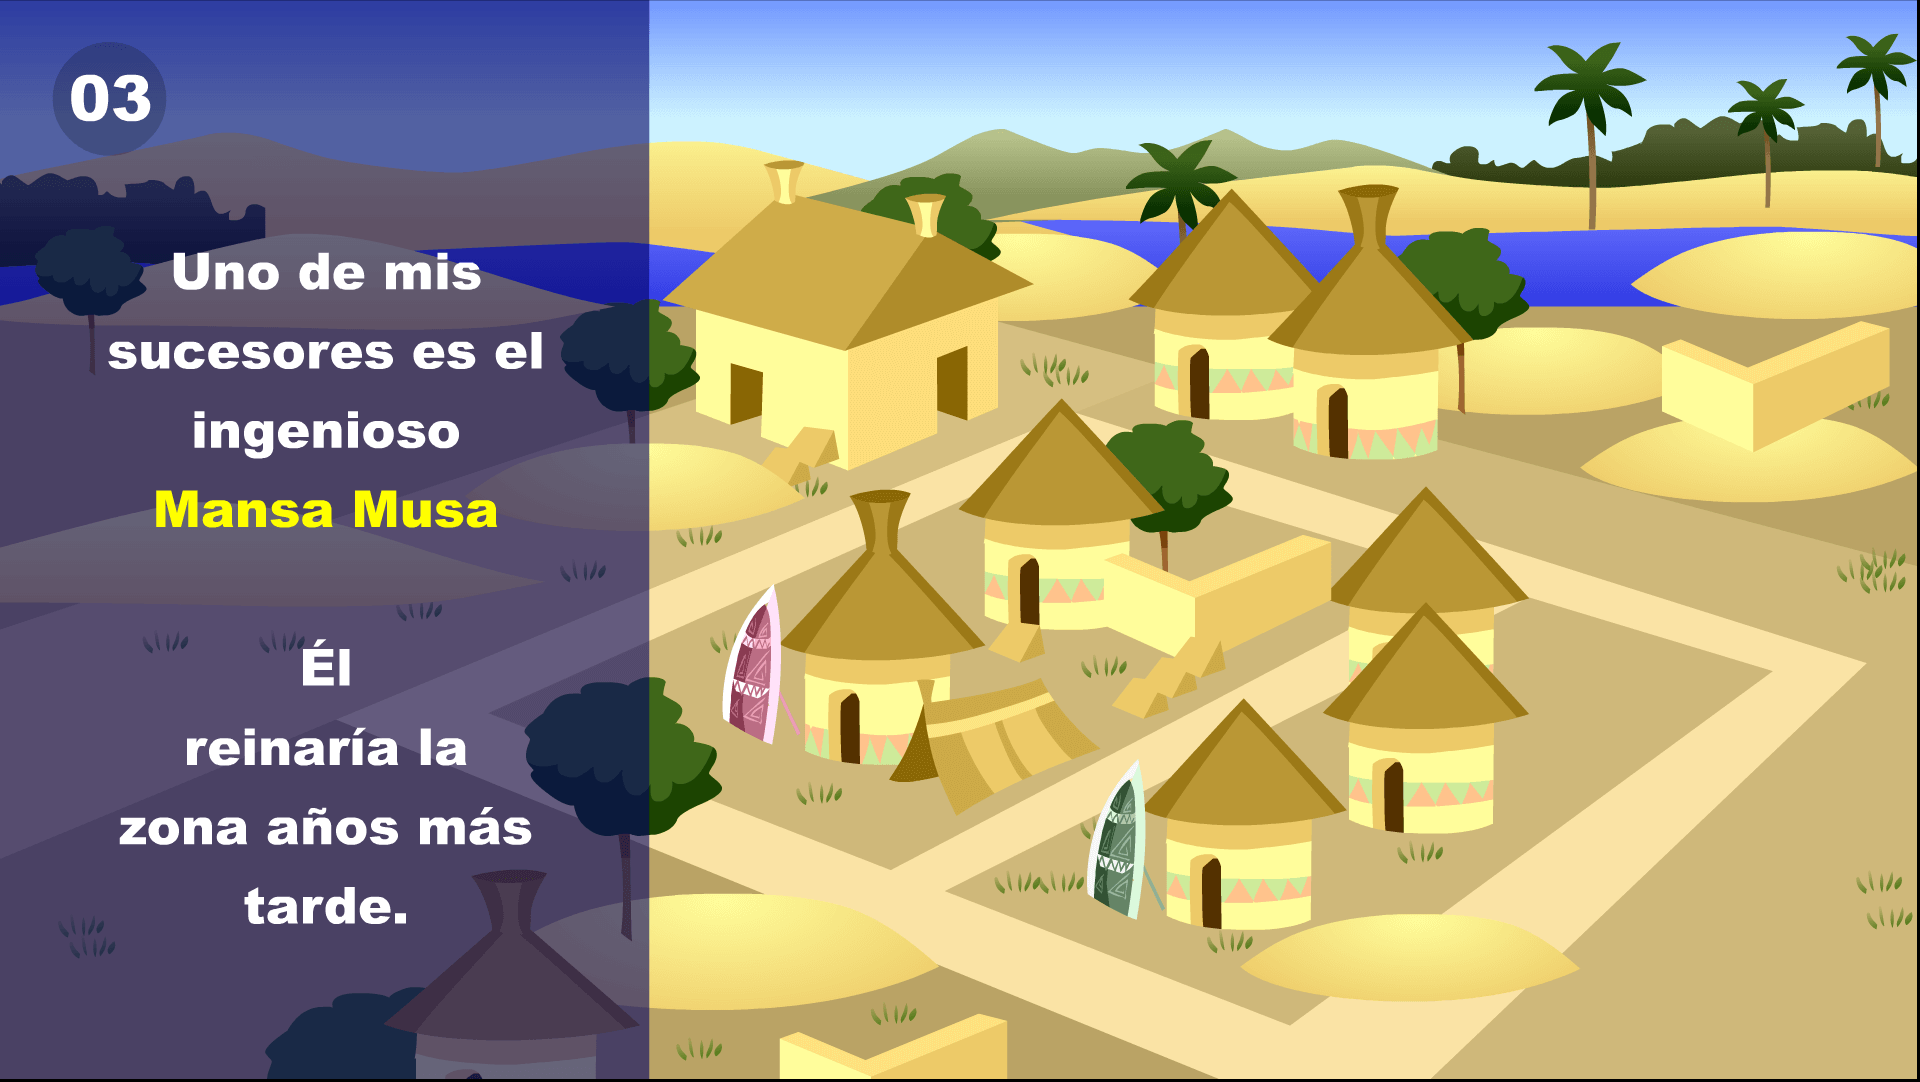 03
Uno de mis
sucesores es el
ingenioso
Mansa Musa
Él
reinaría la
zona años más
tarde.